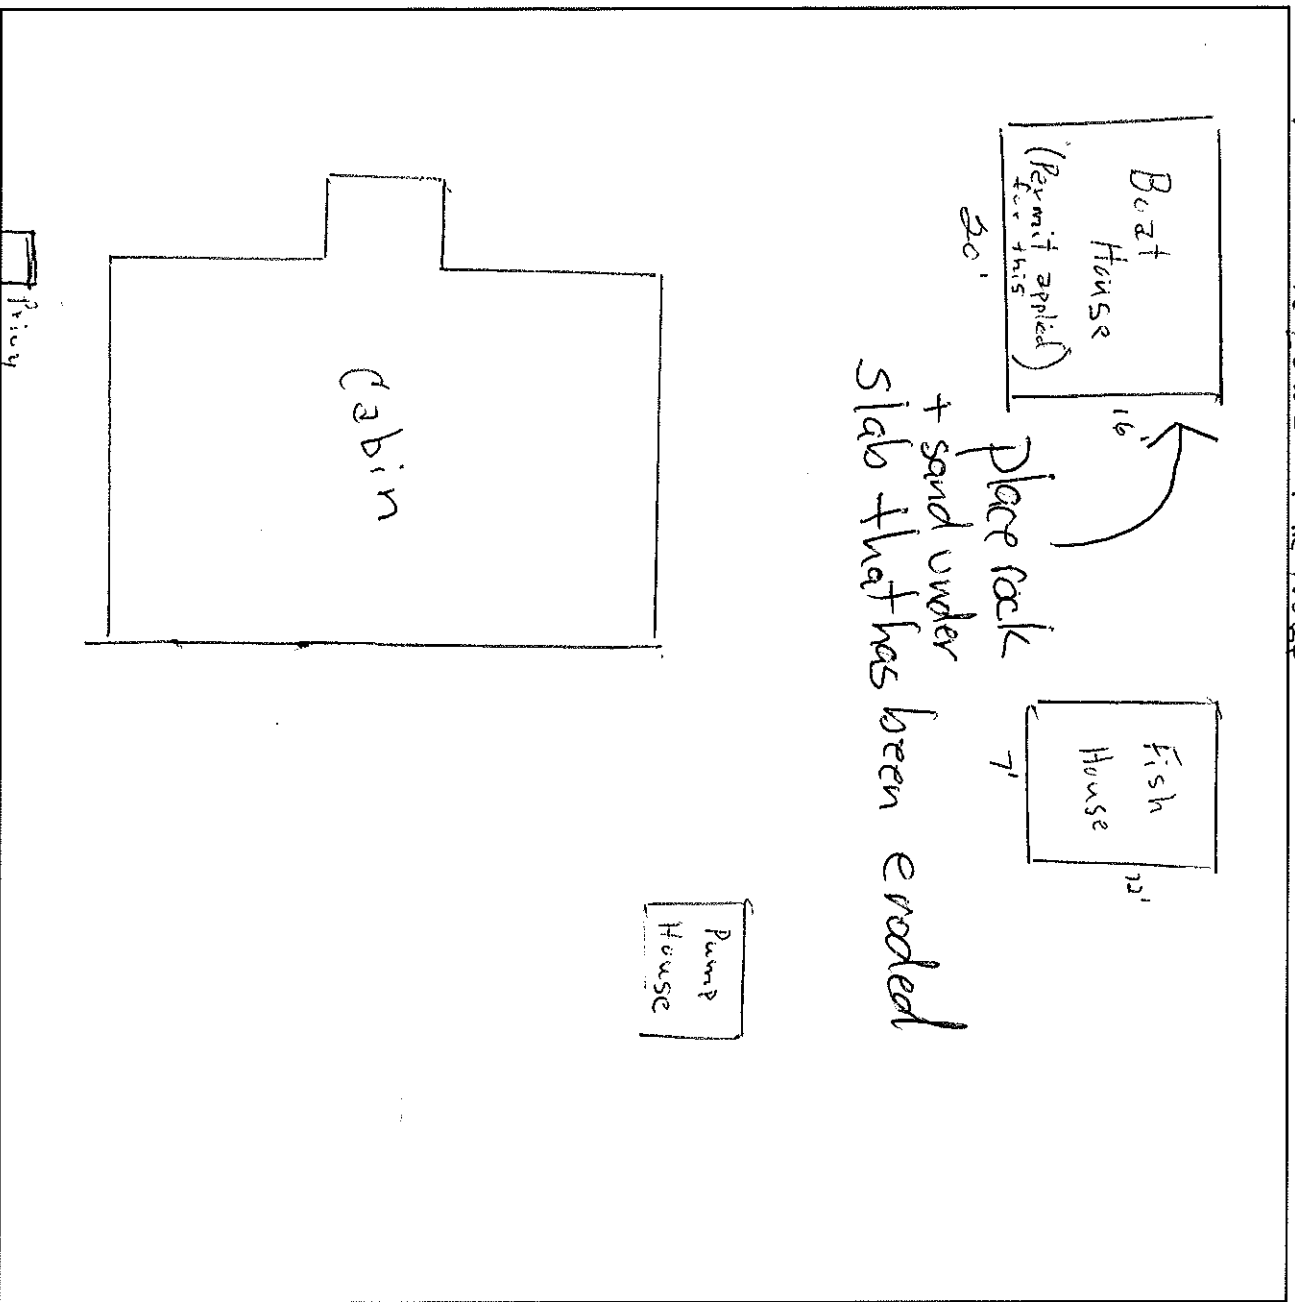 Boat
House
(Permit applied
for this)
20'
16'
place rock
+ sand under
slab that has been eroded
Fish
House
7'
12'
Pump
House
Cabin
Privy